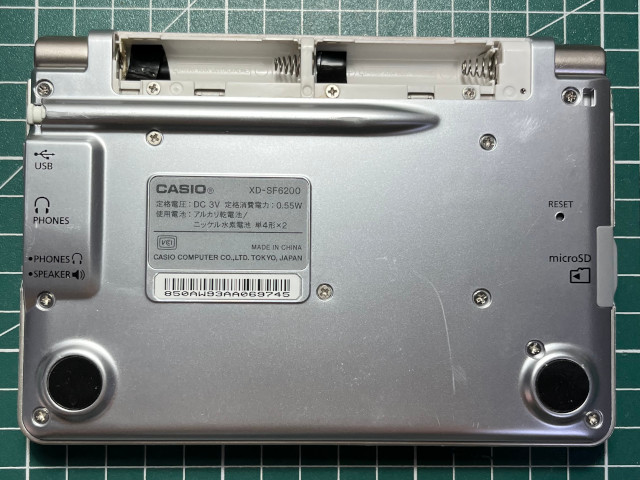 USB
PHONES
•PHONES
•SPEAKER
CASIO® XD-SF6200
定格電圧：DC 3V 定格消費電力：0.55W
使用電池：アルカリ乾電池/
ニッケル水素電池 単4形×2
VCI
MADE IN CHINA
CASIO COMPUTER CO.,LTD. TOKYO, JAPAN
850AW93AA069745
RESET
microSD